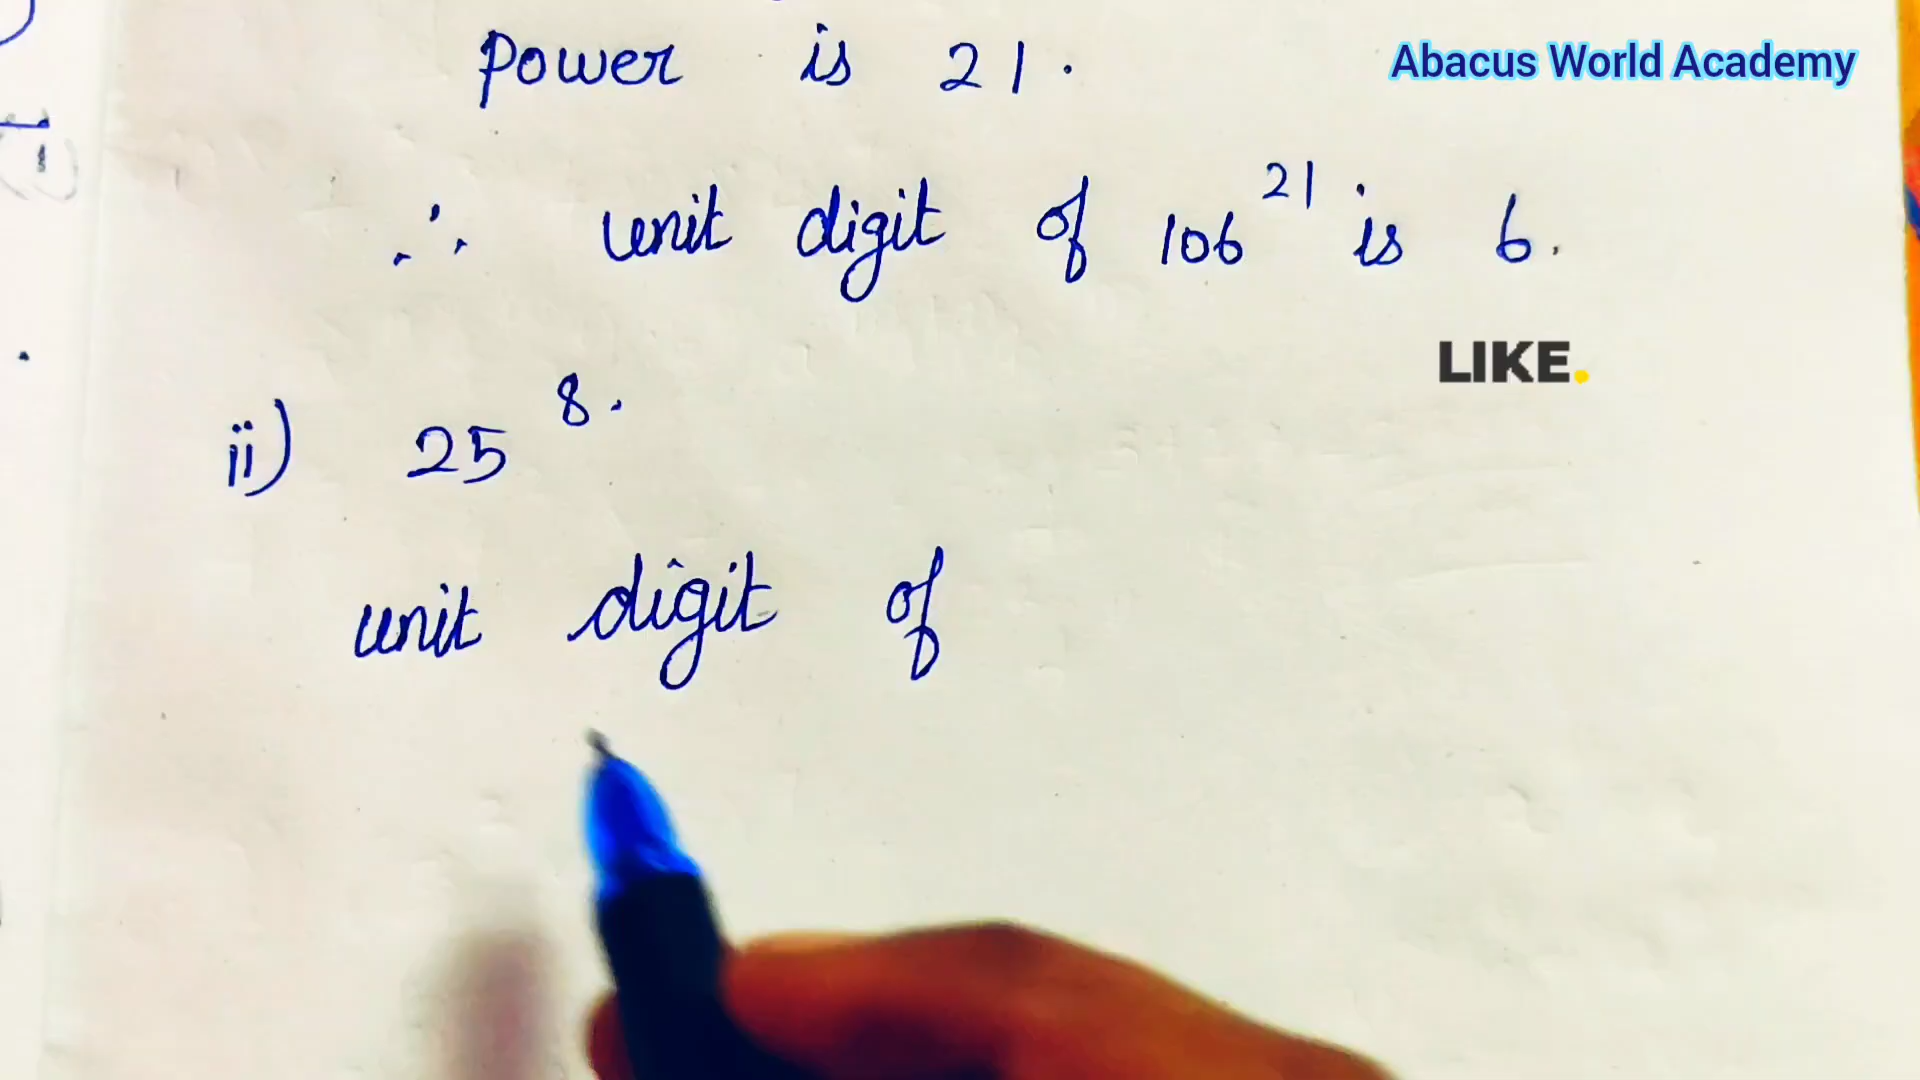 Power is 21.
Abacus World Academy
∴ unit digit of 106²¹ is 6.
LIKE.
ii) 25⁸.
unit digit of